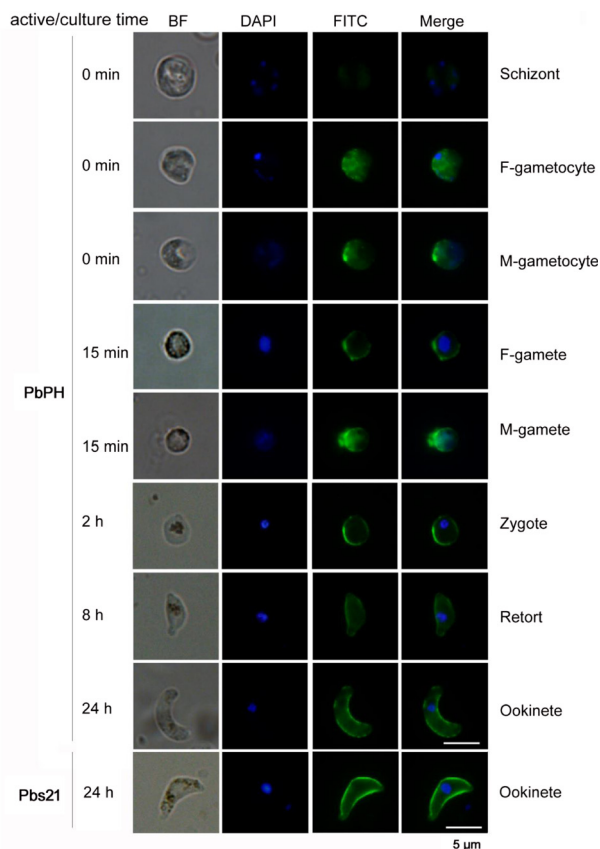 active/culture time BF DAPI FITC Merge
0 min Schizont
0 min F-gametocyte
0 min M-gametocyte
15 min F-gamete
PbPH
15 min M-gamete
2 h Zygote
8 h Retort
24 h Ookinete
Pbs21 24 h Ookinete
5 µm